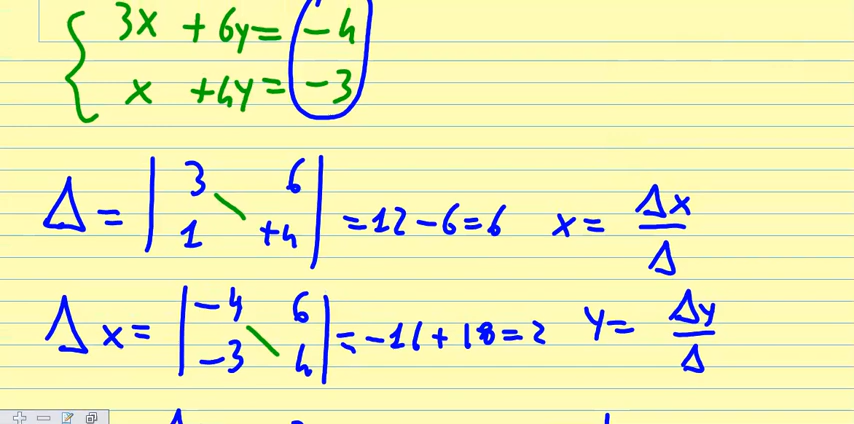 3x + 6y = -4
x + 4y = -3
Δ = | 3 6 | = 12 - 6 = 6 x = Δx / Δ
| 1 +4 |
Δx = | -4 6 | = -16 + 18 = 2 y = Δy / Δ
| -3 4 |